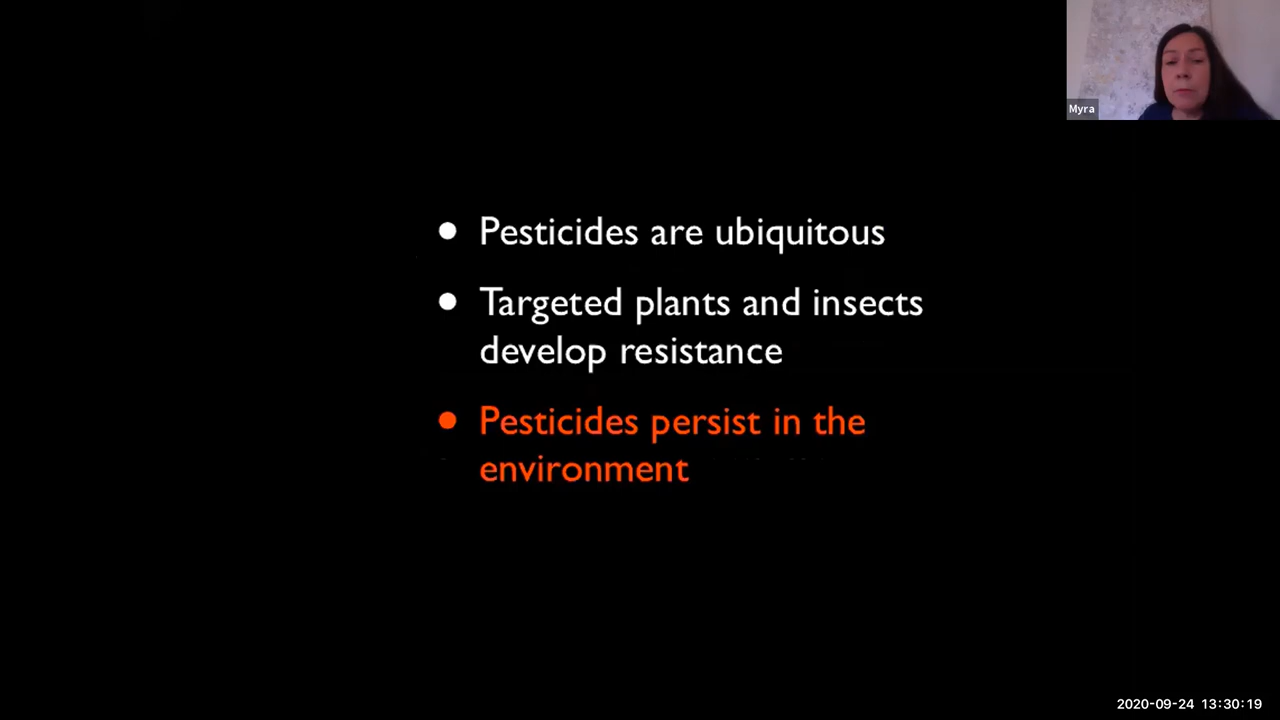 Myra
• Pesticides are ubiquitous
• Targeted plants and insects
develop resistance
• Pesticides persist in the
environment
2020-09-24 13:30:19